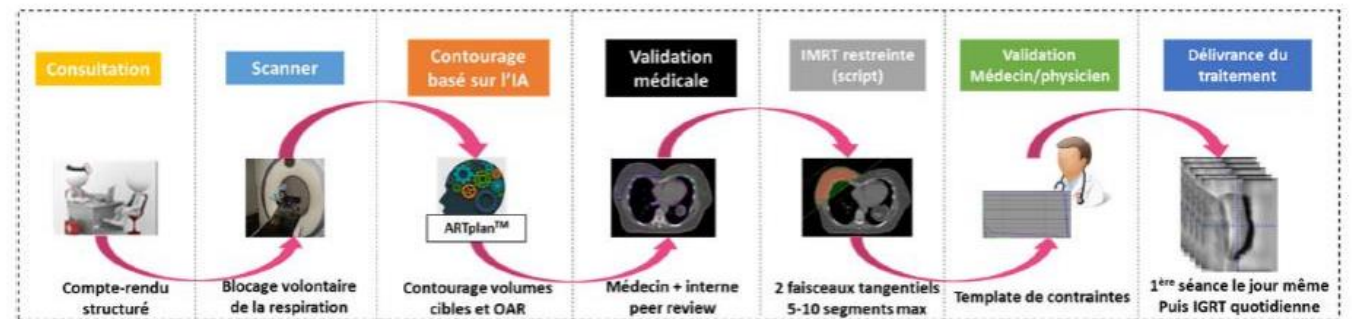 Consultation
Scanner
Contourage
basé sur l'IA
Validation
médicale
IMRT restreinte
(script)
Validation
Médecin/physicien
Délivrance du
traitement
ARTplan™
Compte-rendu
structuré
Blocage volontaire
de la respiration
Contourage volumes
cibles et OAR
Médecin + interne
peer review
2 faisceaux tangentiels
5-10 segments max
Template de contraintes
1ère séance le jour même
Puis IGRT quotidienne